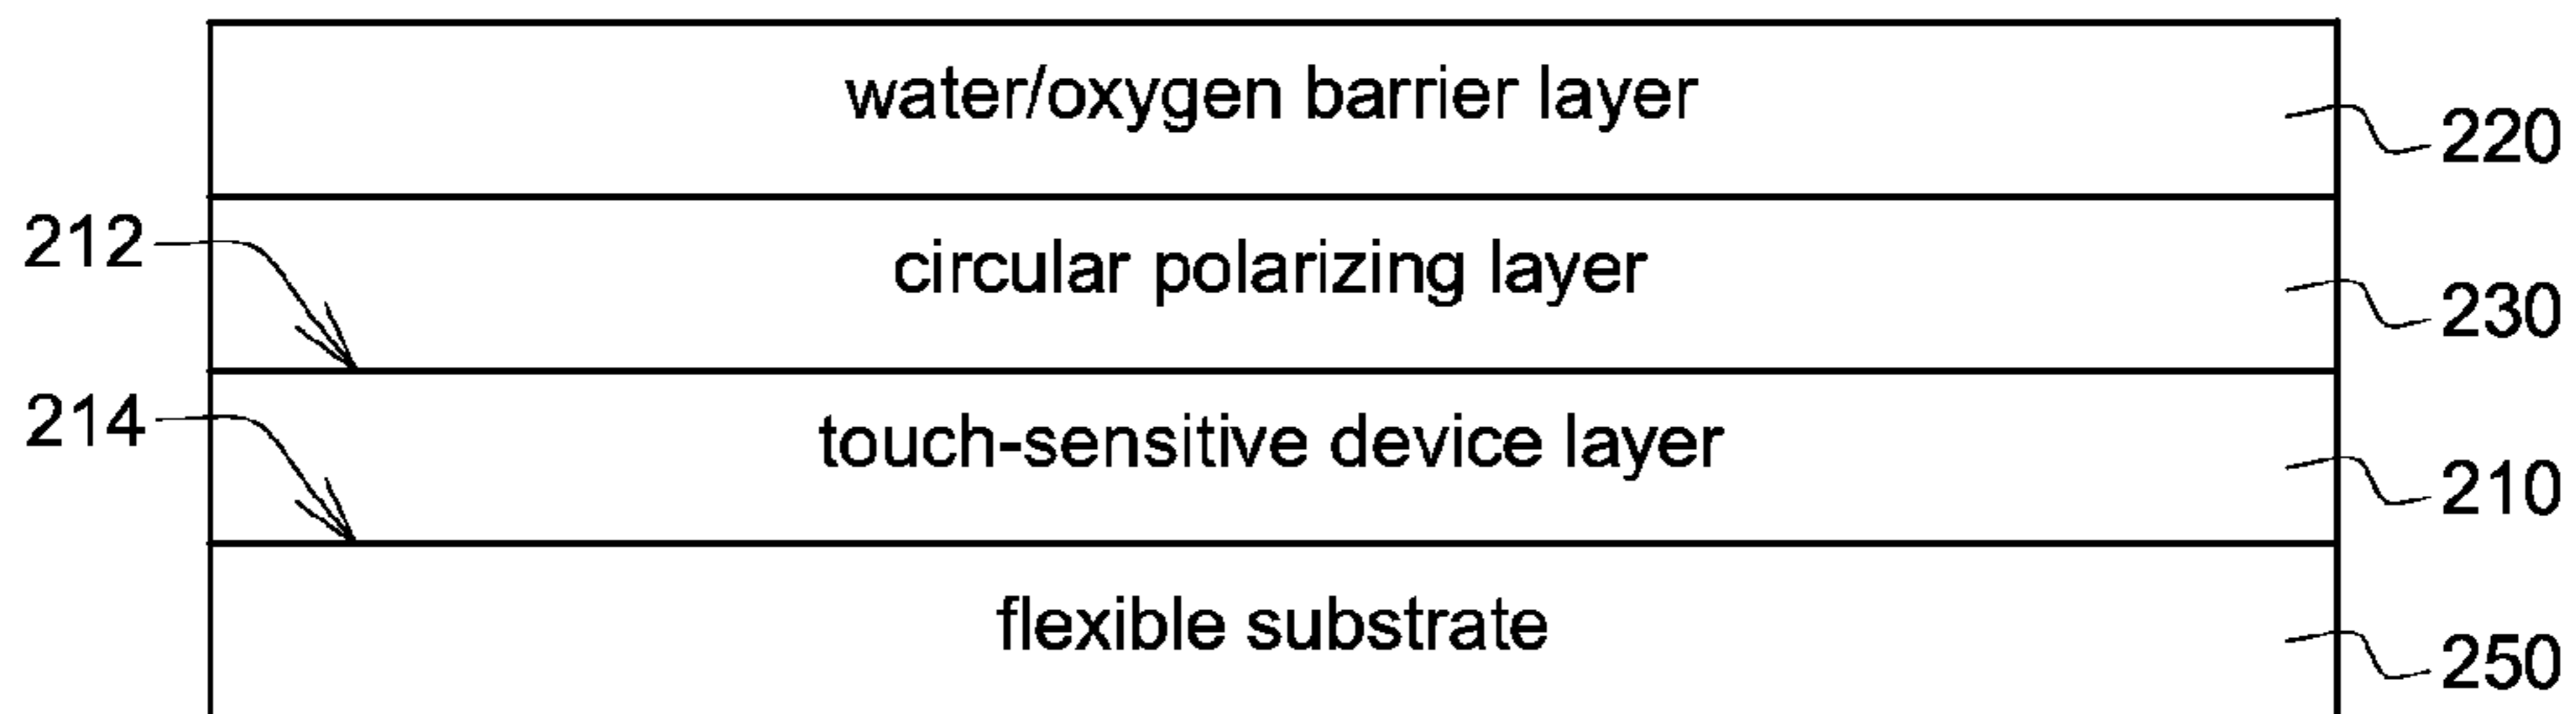 water/oxygen barrier layer
220
212
circular polarizing layer
230
214
touch-sensitive device layer
210
flexible substrate
250